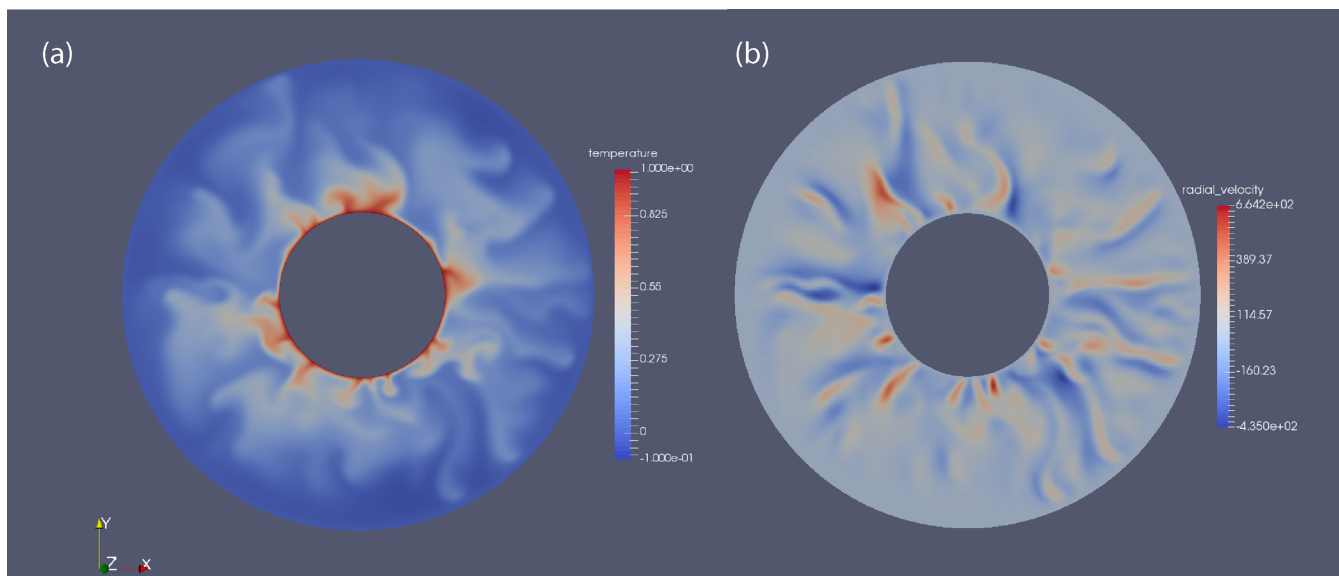 (a)
(b)
temperature
1.000e+00
0.825
0.55
0.275
0
-1.000e-01
radial_velocity
6.642e+02
389.37
114.57
-160.23
-4.350e+02
Y
Z
X